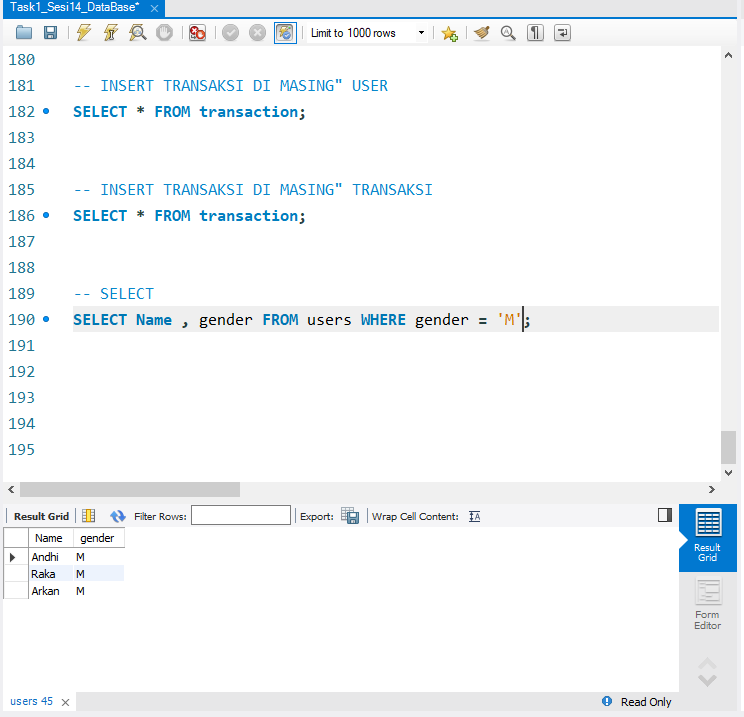 Task1_Sesi14_DataBase* ×
Limit to 1000 rows
180
181 -- INSERT TRANSAKSI DI MASING" USER
182 SELECT * FROM transaction;
183
184
185 -- INSERT TRANSAKSI DI MASING" TRANSAKSI
186 SELECT * FROM transaction;
187
188
189 -- SELECT
190 SELECT Name , gender FROM users WHERE gender = 'M';
191
192
193
194
195
Result Grid Filter Rows: Export: Wrap Cell Content: IA
Name gender
Andhi M
Raka M
Arkan M
Result
Grid
Form
Editor
users 45 × Read Only